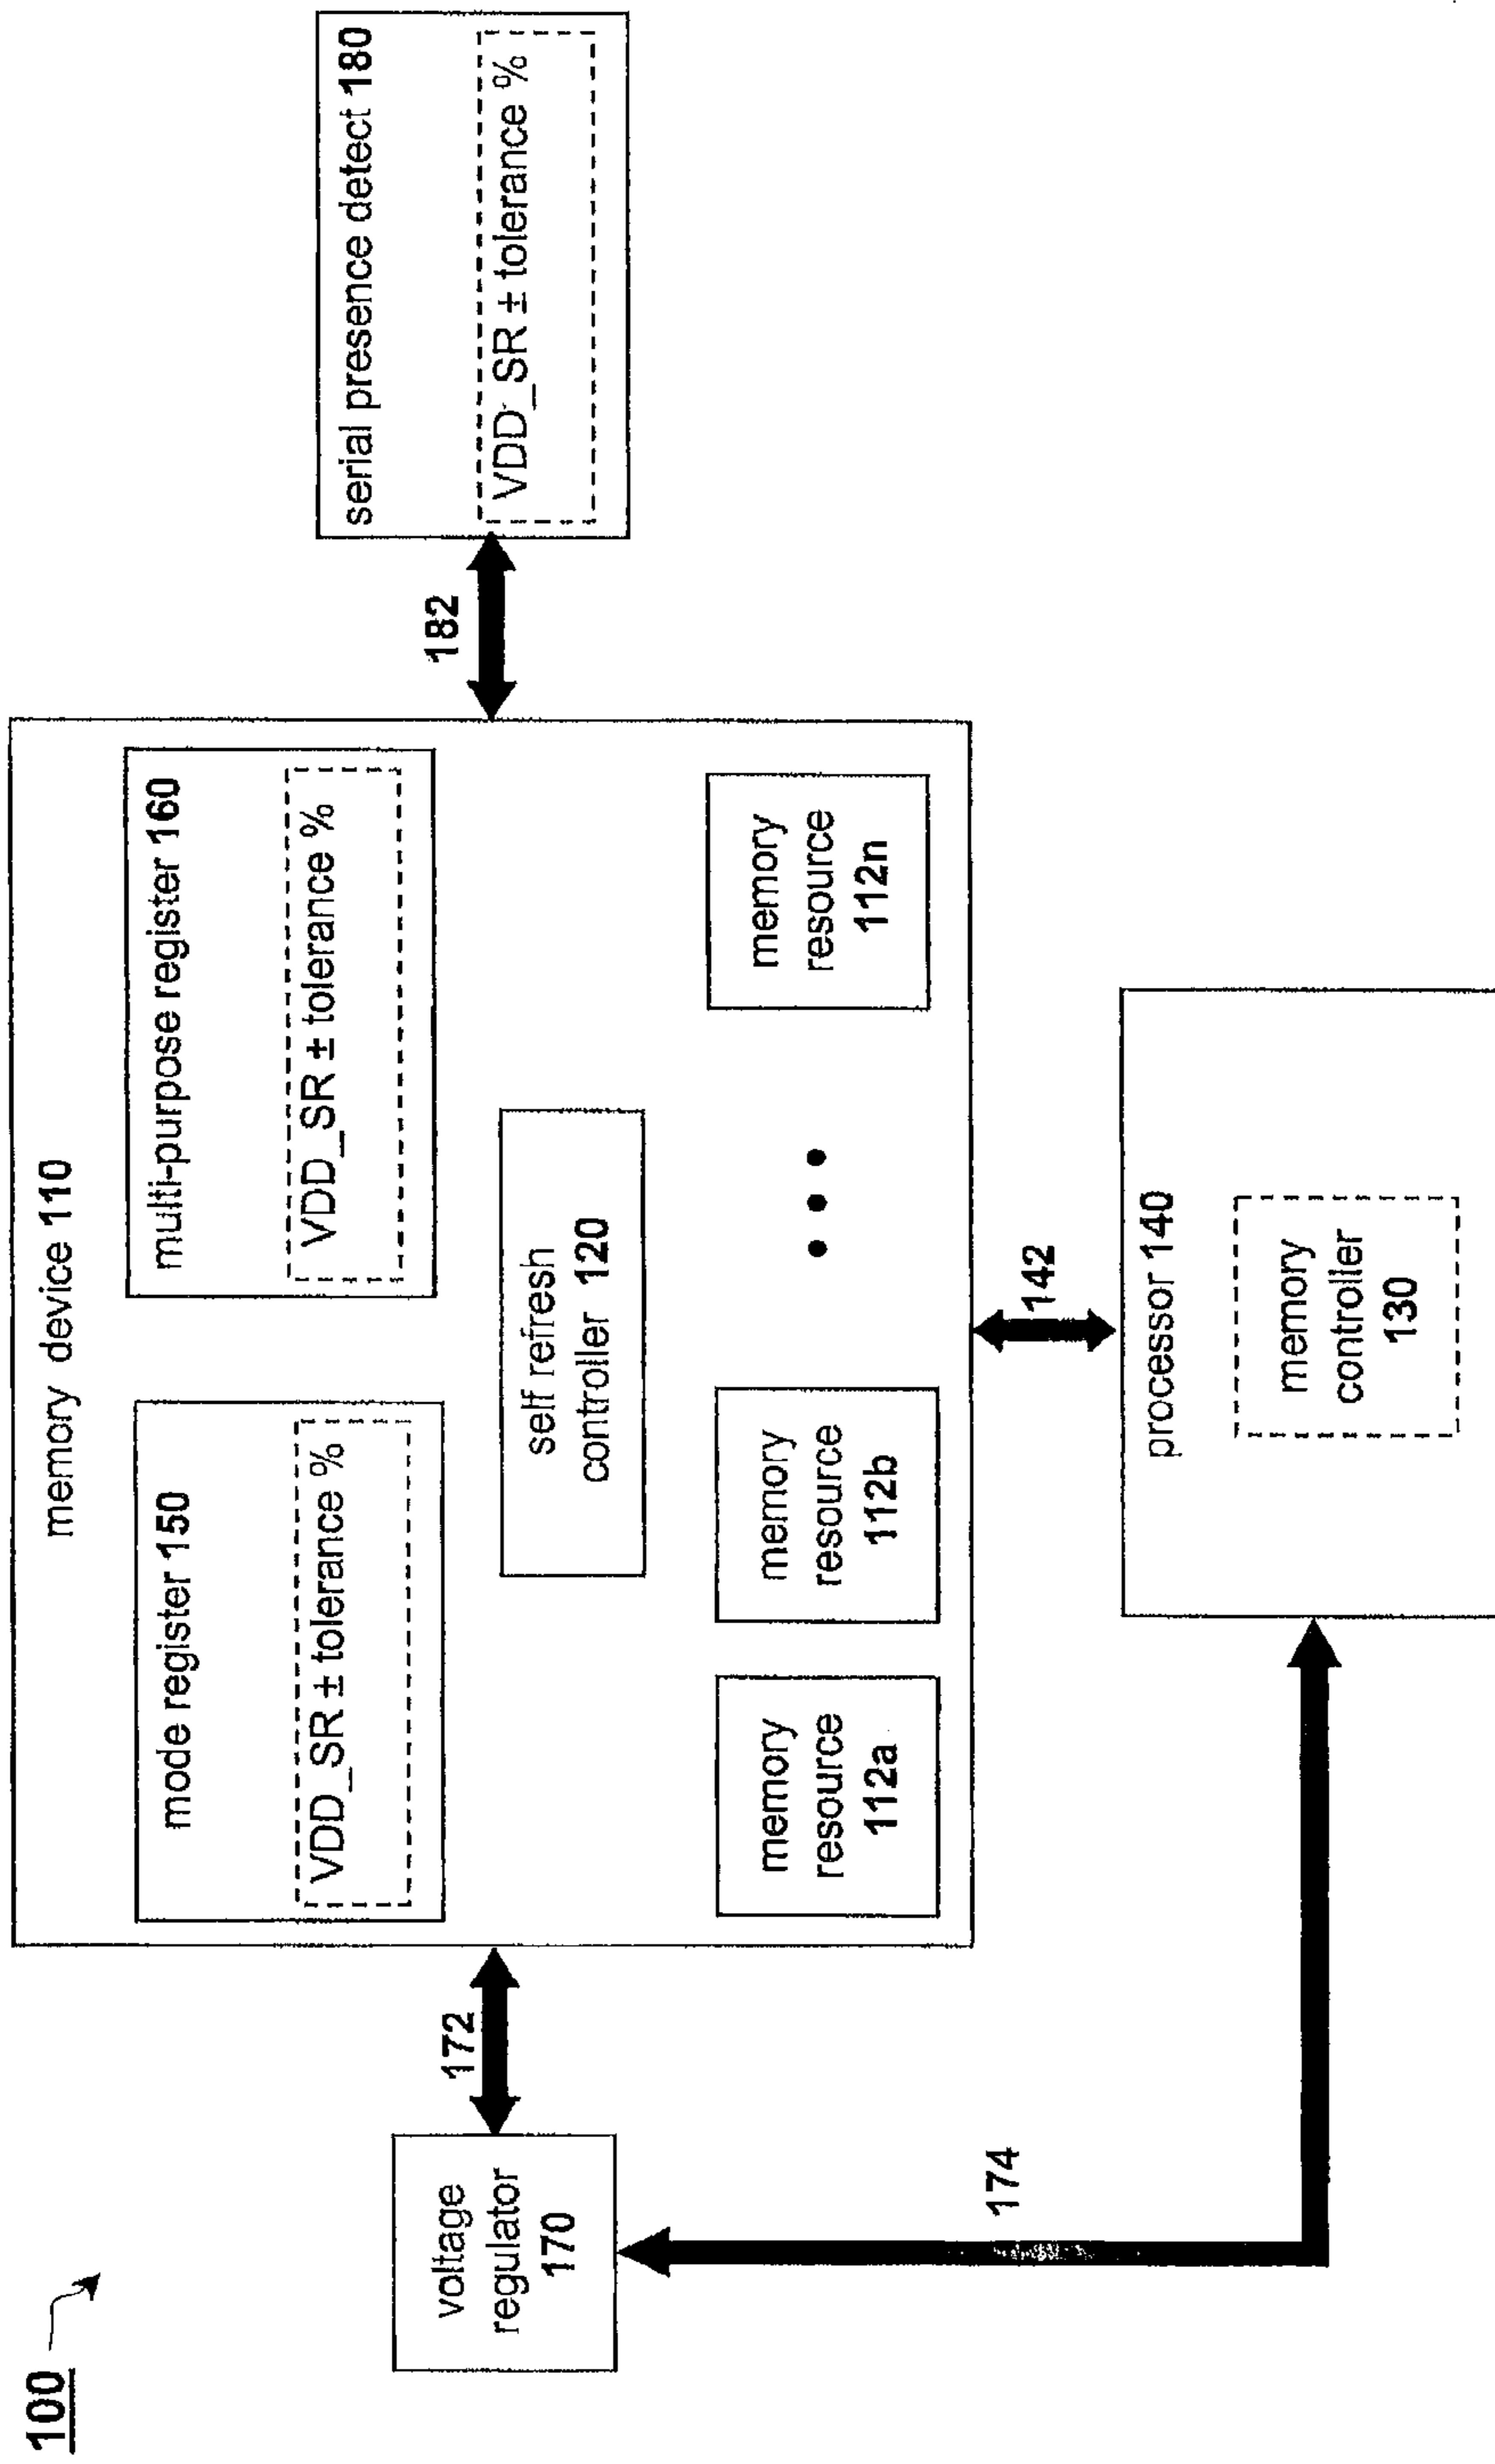 100
memory device 110
mode register 150
VDD_SR ± tolerance %
multi-purpose register 160
VDD_SR ± tolerance %
serial presence detect 180
VDD_SR ± tolerance %
voltage
regulator
170
172
182
self refresh
controller 120
memory
resource
112a
memory
resource
112b
• • •
memory
resource
112n
174
142
processor 140
memory
controller
130